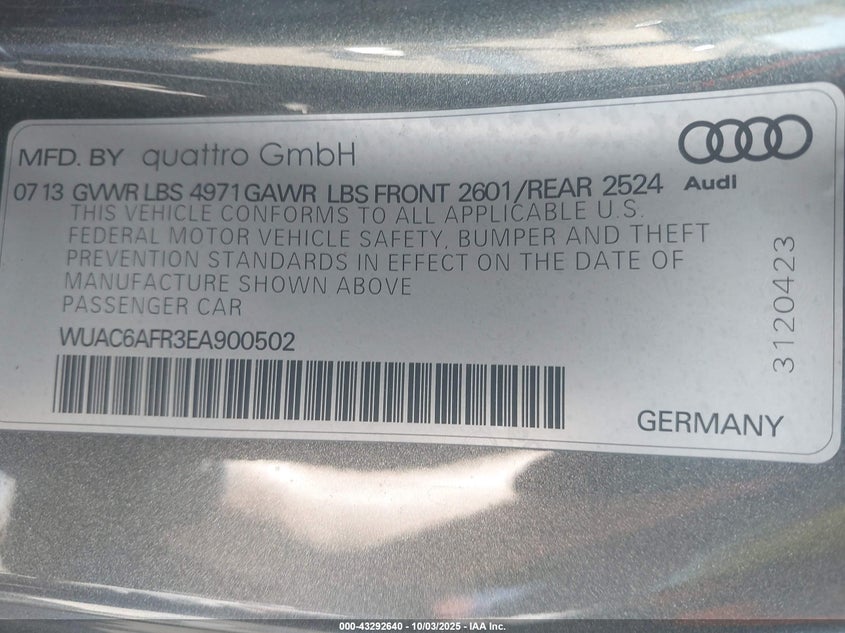 MFD. BY quattro GmbH
Audi
07 13 GVWR LBS 4971 GAWR LBS FRONT 2601/REAR 2524
THIS VEHICLE CONFORMS TO ALL APPLICABLE U.S.
FEDERAL MOTOR VEHICLE SAFETY, BUMPER AND THEFT
PREVENTION STANDARDS IN EFFECT ON THE DATE OF
MANUFACTURE SHOWN ABOVE
PASSENGER CAR
WUAC6AFR3EA900502
3120423
GERMANY
000-43292640 - 10/03/2025 - IAA Inc.